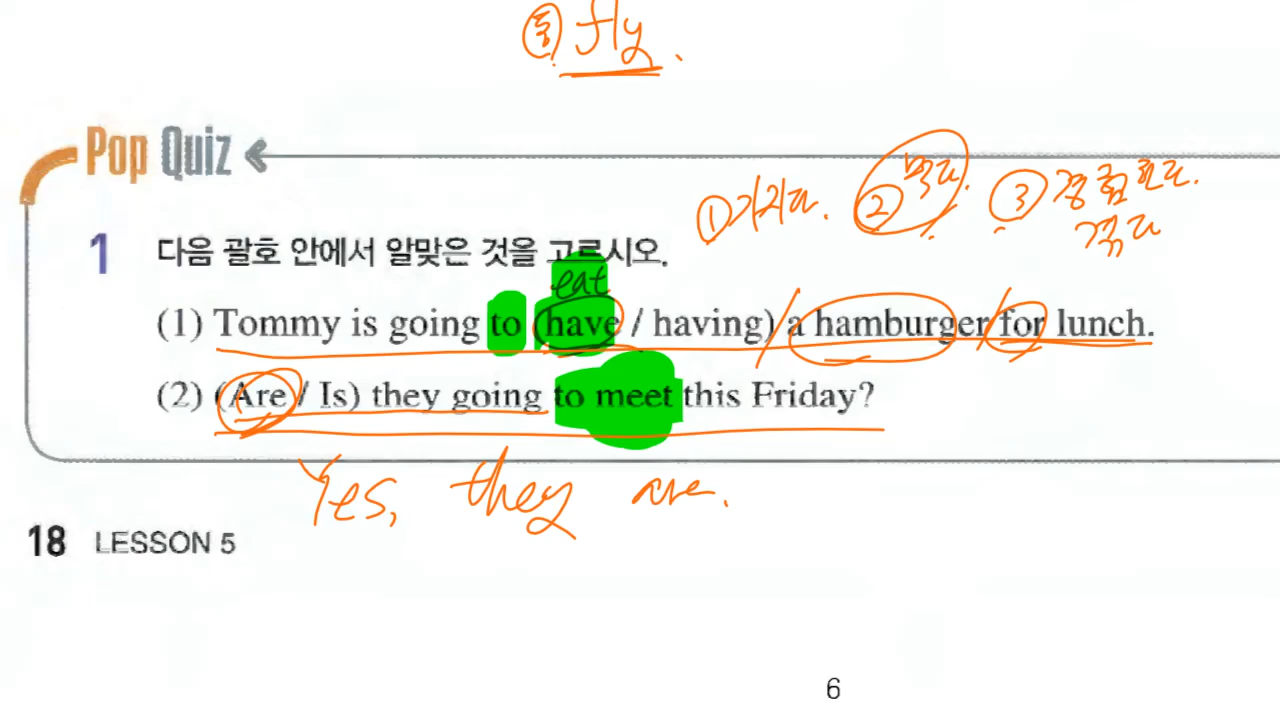 동 fly.
Pop Quiz
① 가지다. ② 먹다. ③ 경험한다.
겪다
1 다음 괄호 안에서 알맞은 것을 고르시오.
eat
(1) Tommy is going to (have / having) a hamburger for lunch.
(2) (Are / Is) they going to meet this Friday?
Yes, they are.
18 LESSON 5
6